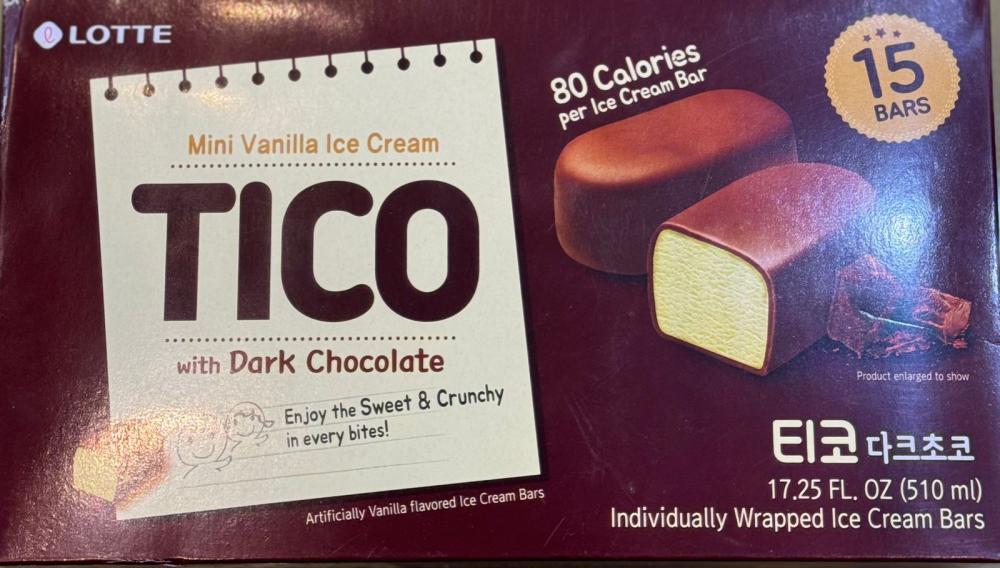 LOTTE
Mini Vanilla Ice Cream
TICO
with Dark Chocolate
Enjoy the Sweet & Crunchy
in every bites!
Artificially Vanilla flavored Ice Cream Bars
80 Calories
per Ice Cream Bar
15
BARS
Product enlarged to show
티코 다크초코
17.25 FL. OZ (510 ml)
Individually Wrapped Ice Cream Bars